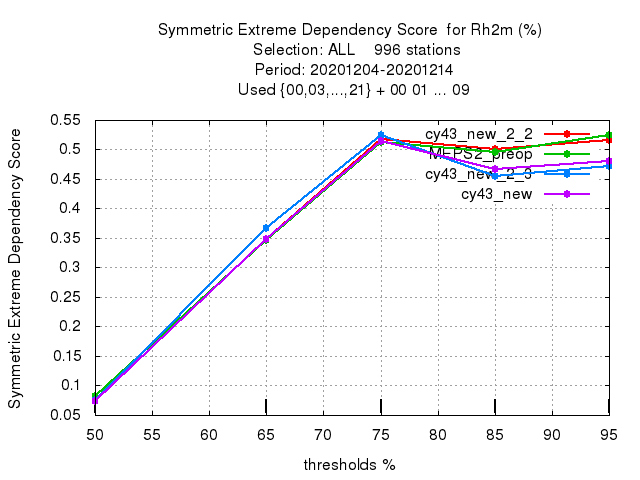 Symmetric Extreme Dependency Score for Rh2m (%)
Selection: ALL 996 stations
Period: 20201204-20201214
Used {00,03,...,21} + 00 01 ... 09
Symmetric Extreme Dependency Score
0.55
0.5
0.45
0.4
0.35
0.3
0.25
0.2
0.15
0.1
0.05
cy43_new_2_2
MEPS2_preop
cy43_new_2_3
cy43_new
50 55 60 65 70 75 80 85 90 95
thresholds %